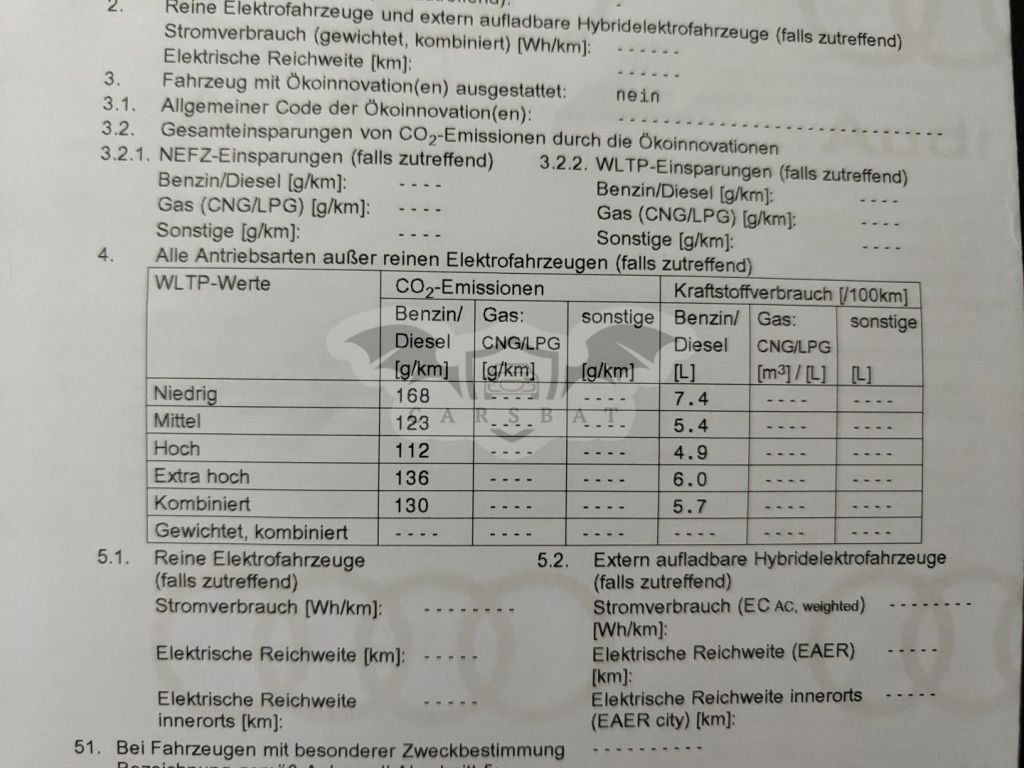 2. Reine Elektrofahrzeuge und extern aufladbare Hybridelektrofahrzeuge (falls zutreffend)
Stromverbrauch (gewichtet, kombiniert) [Wh/km]: - - - - - -
Elektrische Reichweite [km]: - - - - - -
3. Fahrzeug mit Ökoinnovation(en) ausgestattet: nein
3.1. Allgemeiner Code der Ökoinnovation(en): - - - - - - - - - - - - - - - - - - - - - - - - - - - - - -
3.2. Gesamteinsparungen von CO₂-Emissionen durch die Ökoinnovationen
3.2.1. NEFZ-Einsparungen (falls zutreffend) 3.2.2. WLTP-Einsparungen (falls zutreffend)
Benzin/Diesel [g/km]: - - - - Benzin/Diesel [g/km]: - - - -
Gas (CNG/LPG) [g/km]: - - - - Gas (CNG/LPG) [g/km]: - - - -
Sonstige [g/km]: - - - - Sonstige [g/km]: - - - -
4. Alle Antriebsarten außer reinen Elektrofahrzeugen (falls zutreffend)
WLTP-Werte CO₂-Emissionen Kraftstoffverbrauch [/100km]
Benzin/ Gas: sonstige Benzin/ Gas: sonstige
Diesel CNG/LPG Diesel CNG/LPG
[g/km] [g/km] [g/km] [L] [m³] / [L] [L]
Niedrig 168 - - - - - - - - 7.4 - - - - - - - -
Mittel 123 - - - - - - - - 5.4 - - - - - - - -
CARSBAT
Hoch 112 - - - - - - - - 4.9 - - - - - - - -
Extra hoch 136 - - - - - - - - 6.0 - - - - - - - -
Kombiniert 130 - - - - - - - - 5.7 - - - - - - - -
Gewichtet, kombiniert - - - - - - - - - - - - - - - - - - - - - - - -
5.1. Reine Elektrofahrzeuge 5.2. Extern aufladbare Hybridelektrofahrzeuge
(falls zutreffend) (falls zutreffend)
Stromverbrauch [Wh/km]: - - - - - - - - Stromverbrauch (EC AC, weighted) - - - - - - - -
[Wh/km]:
Elektrische Reichweite [km]: - - - - - Elektrische Reichweite (EAER) - - - - -
[km]:
Elektrische Reichweite - - - - - Elektrische Reichweite innerorts - - - - -
innerorts [km]: (EAER city) [km]:
51. Bei Fahrzeugen mit besonderer Zweckbestimmung - - - - - - - - - -